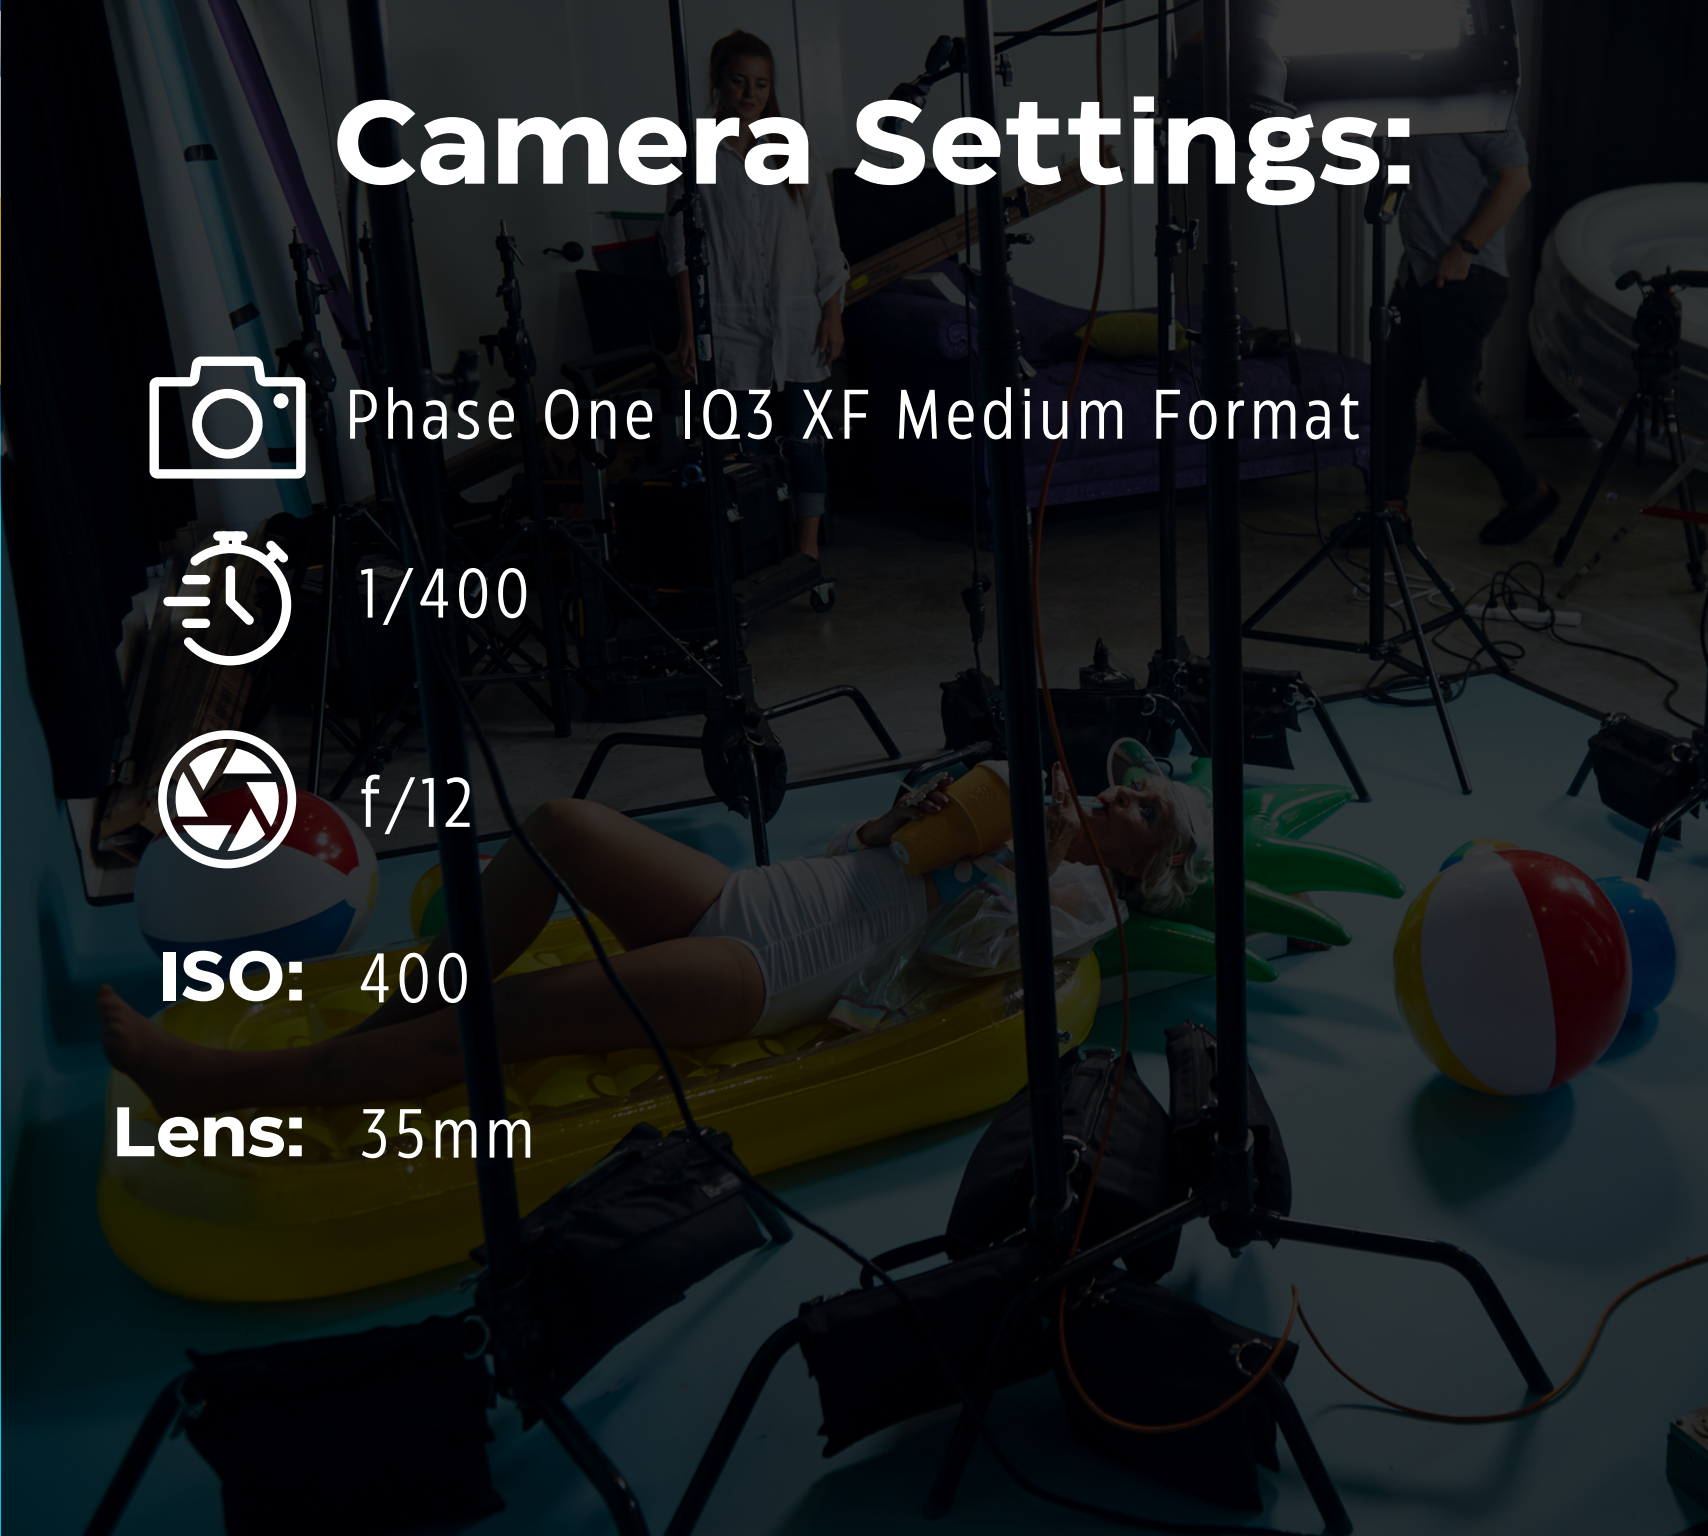 Camera Settings:
Phase One IQ3 XF Medium Format
1/400
f/12
ISO: 400
Lens: 35mm